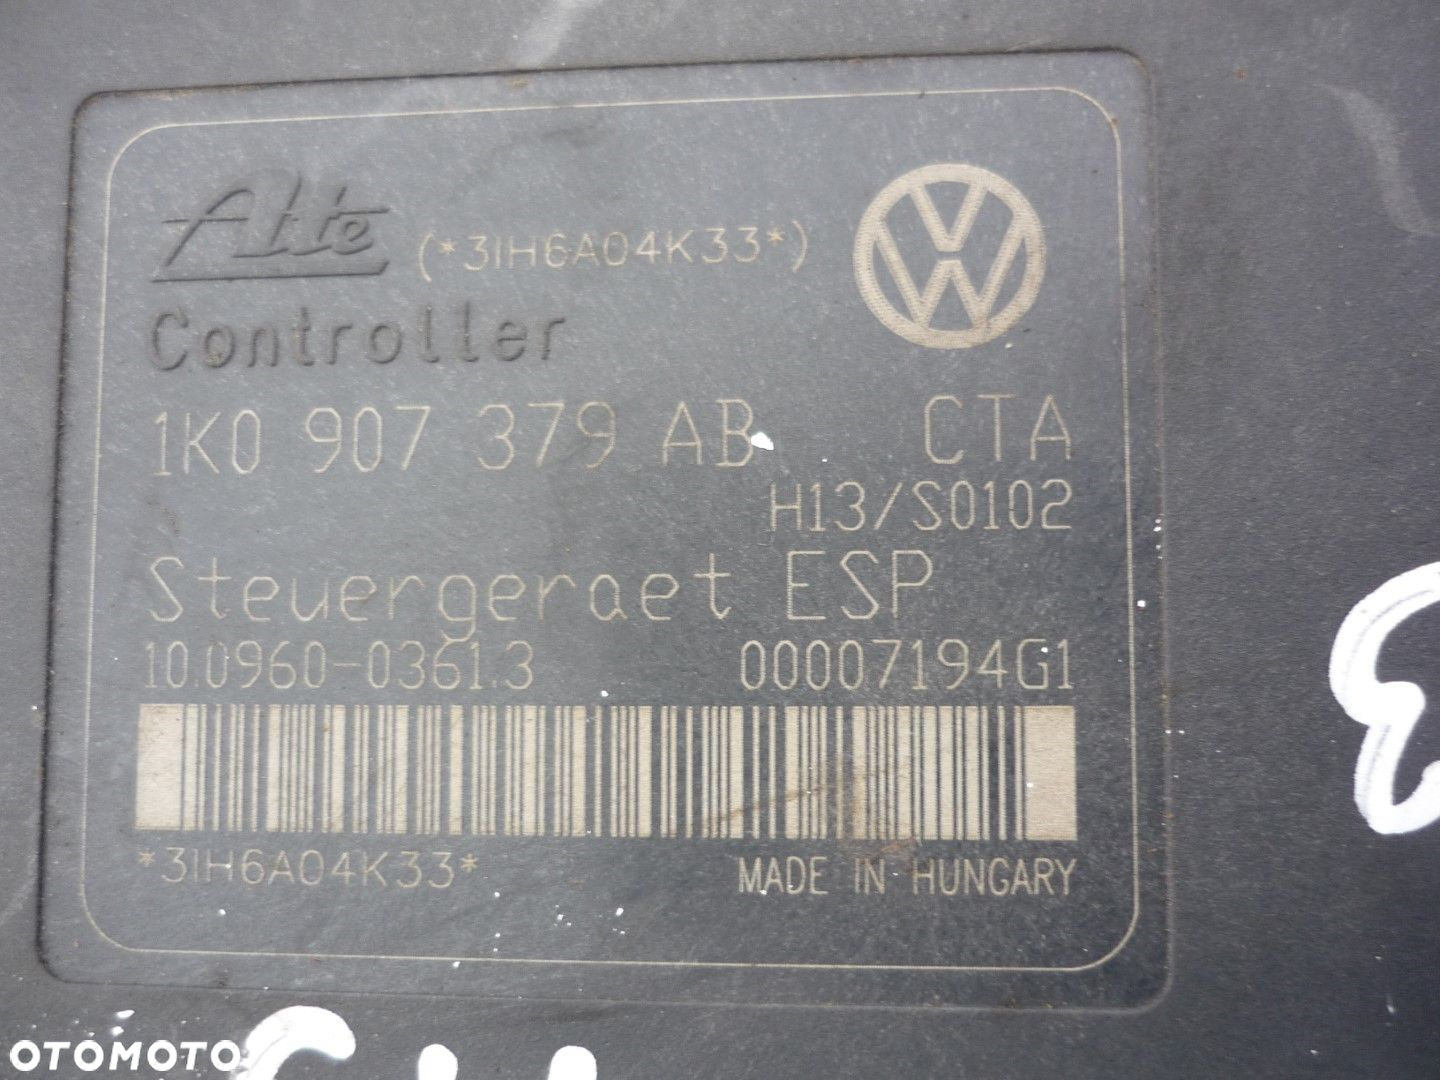 Ate (*3IH6A04K33*)
Controller
1K0 907 379 AB CTA
H13/S0102
Steuergeraet ESP
10.0960-0361.3 00007194G1
*3IH6A04K33* MADE IN HUNGARY
OTOMOTO